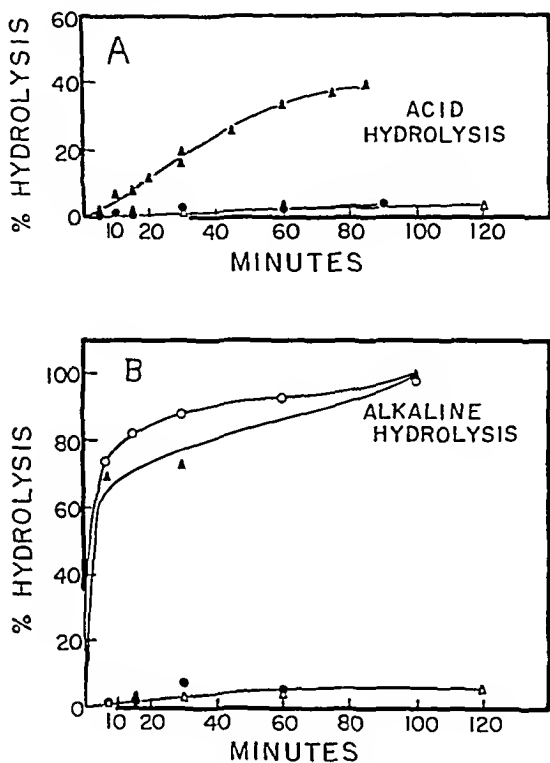 A
60
40
20
0
% HYDROLYSIS
ACID
HYDROLYSIS
10 20 40 60 80 100 120
MINUTES
B
100
80
60
40
20
0
% HYDROLYSIS
ALKALINE
HYDROLYSIS
10 20 40 60 80 100 120
MINUTES